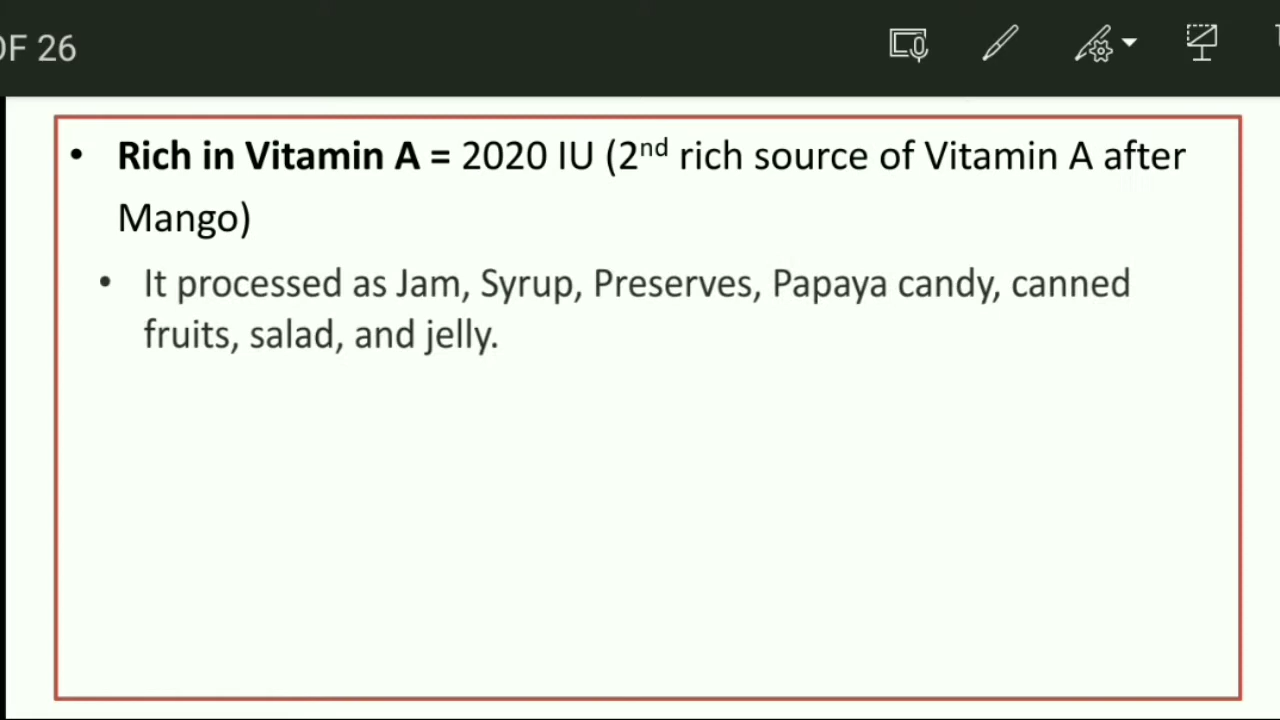 OF 26
• Rich in Vitamin A = 2020 IU (2nd rich source of Vitamin A after
Mango)
• It processed as Jam, Syrup, Preserves, Papaya candy, canned
fruits, salad, and jelly.